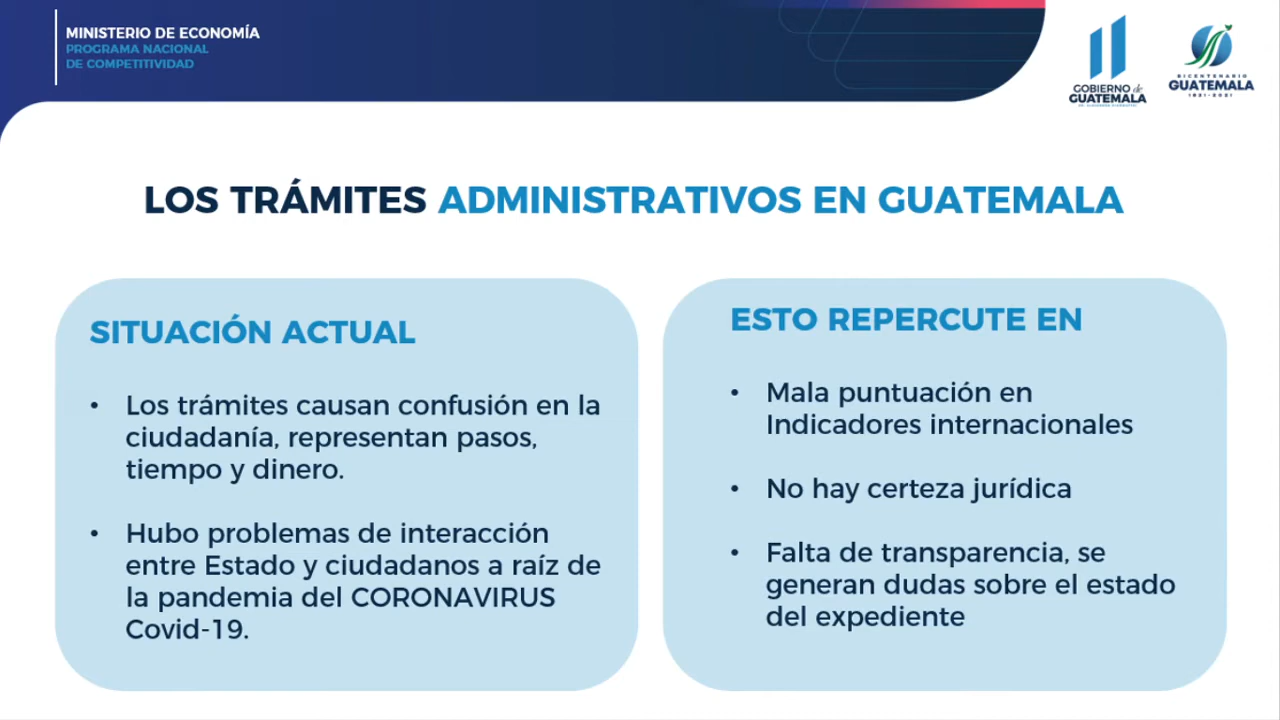 MINISTERIO DE ECONOMÍA
PROGRAMA NACIONAL
DE COMPETITIVIDAD
GOBIERNO de
GUATEMALA
BICENTENARIO
GUATEMALA
1821-2021
LOS TRÁMITES ADMINISTRATIVOS EN GUATEMALA
SITUACIÓN ACTUAL
• Los trámites causan confusión en la
ciudadanía, representan pasos,
tiempo y dinero.
• Hubo problemas de interacción
entre Estado y ciudadanos a raíz de
la pandemia del CORONAVIRUS
Covid-19.
ESTO REPERCUTE EN
• Mala puntuación en
Indicadores internacionales
• No hay certeza jurídica
• Falta de transparencia, se
generan dudas sobre el estado
del expediente